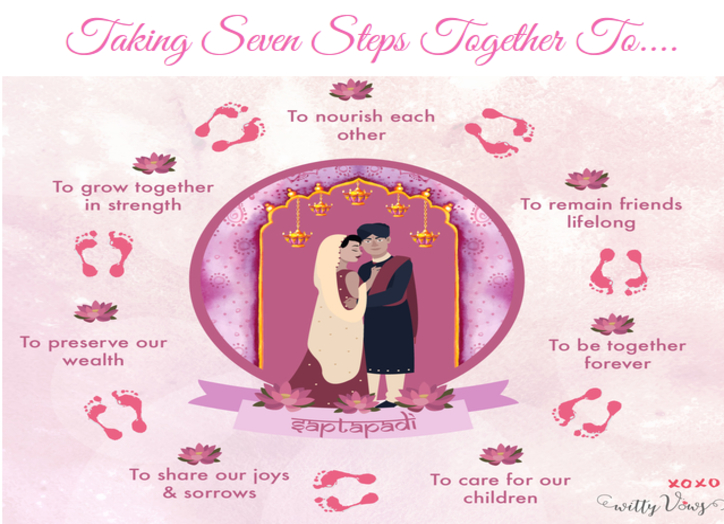 Taking Seven Steps Together To....
To nourish each
other
To grow together
in strength
To remain friends
lifelong
To preserve our
wealth
To be together
forever
saptapadi
To share our joys
& sorrows
To care for our
children
xoxo
witty Vows